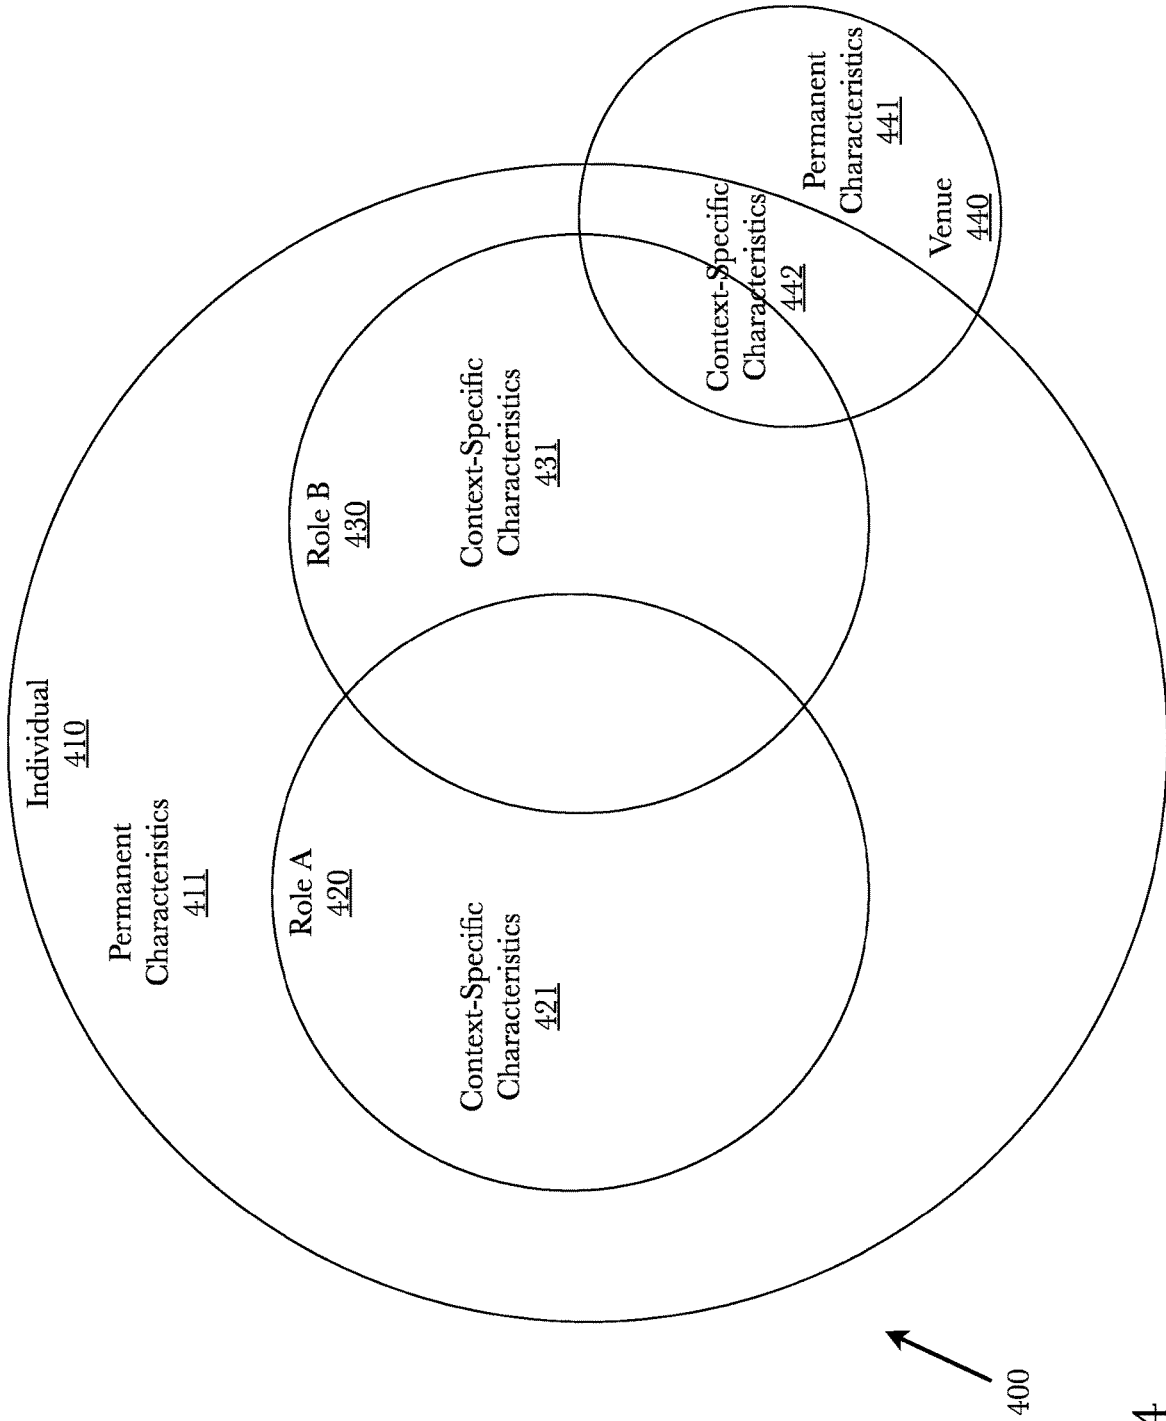 Individual
410
Permanent
Characteristics
411
Role A
420
Context-Specific
Characteristics
421
Role B
430
Context-Specific
Characteristics
431
Context-Specific
Characteristics
442
Permanent
Characteristics
441
Venue
440
400
4